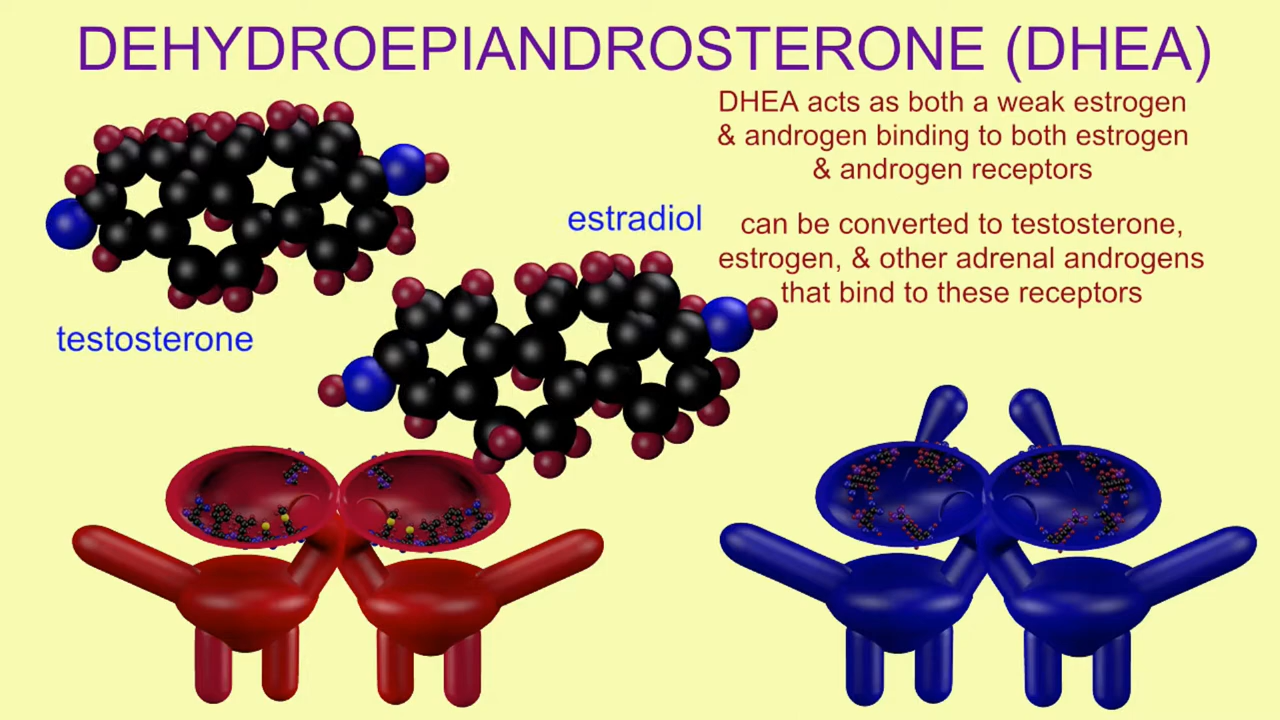 DEHYDROEPIANDROSTERONE (DHEA)
DHEA acts as both a weak estrogen
& androgen binding to both estrogen
& androgen receptors
estradiol
can be converted to testosterone,
estrogen, & other adrenal androgens
that bind to these receptors
testosterone